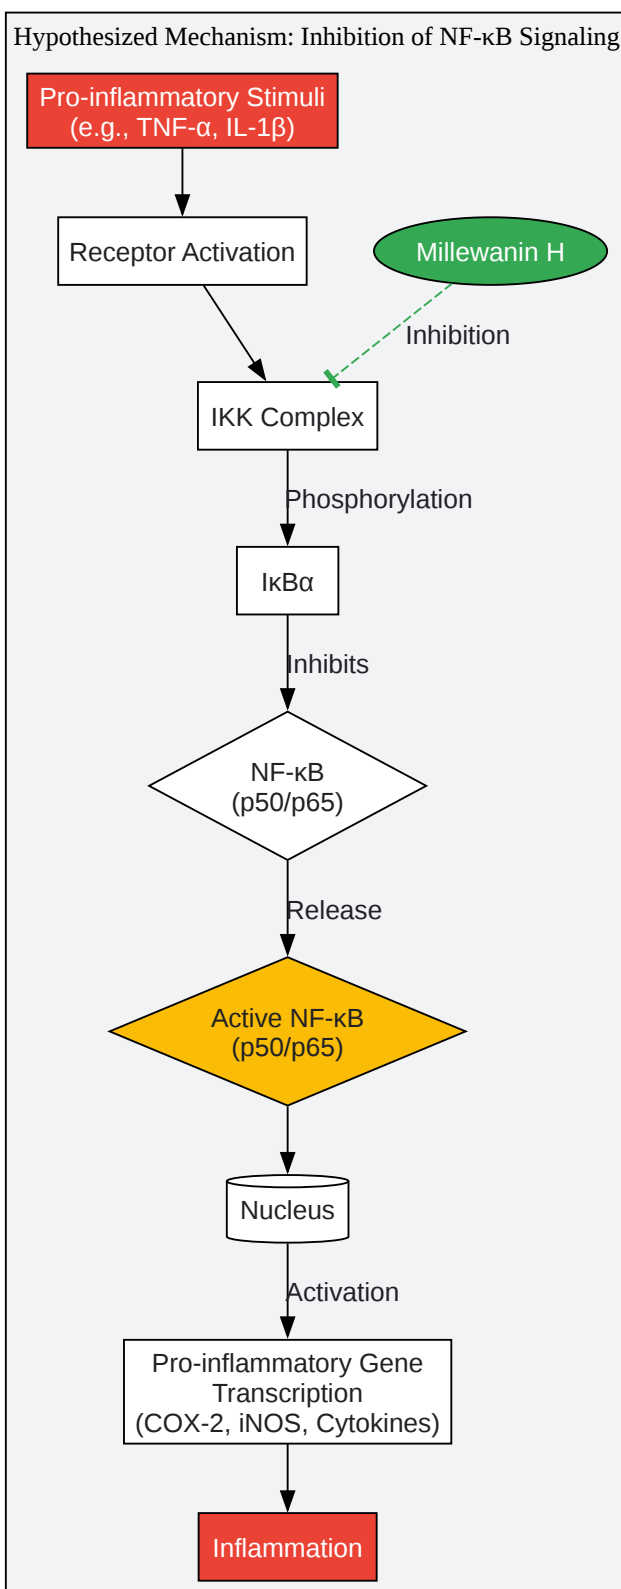 Hypothesized Mechanism: Inhibition of NF-κB Signaling
Pro-inflammatory Stimuli
(e.g., TNF-α, IL-1β)
Receptor Activation
Millewanin H
Inhibition
IKK Complex
Phosphorylation
IκBα
Inhibits
NF-κB
(p50/p65)
Release
Active NF-κB
(p50/p65)
Nucleus
Activation
Pro-inflammatory Gene
Transcription
(COX-2, iNOS, Cytokines)
Inflammation